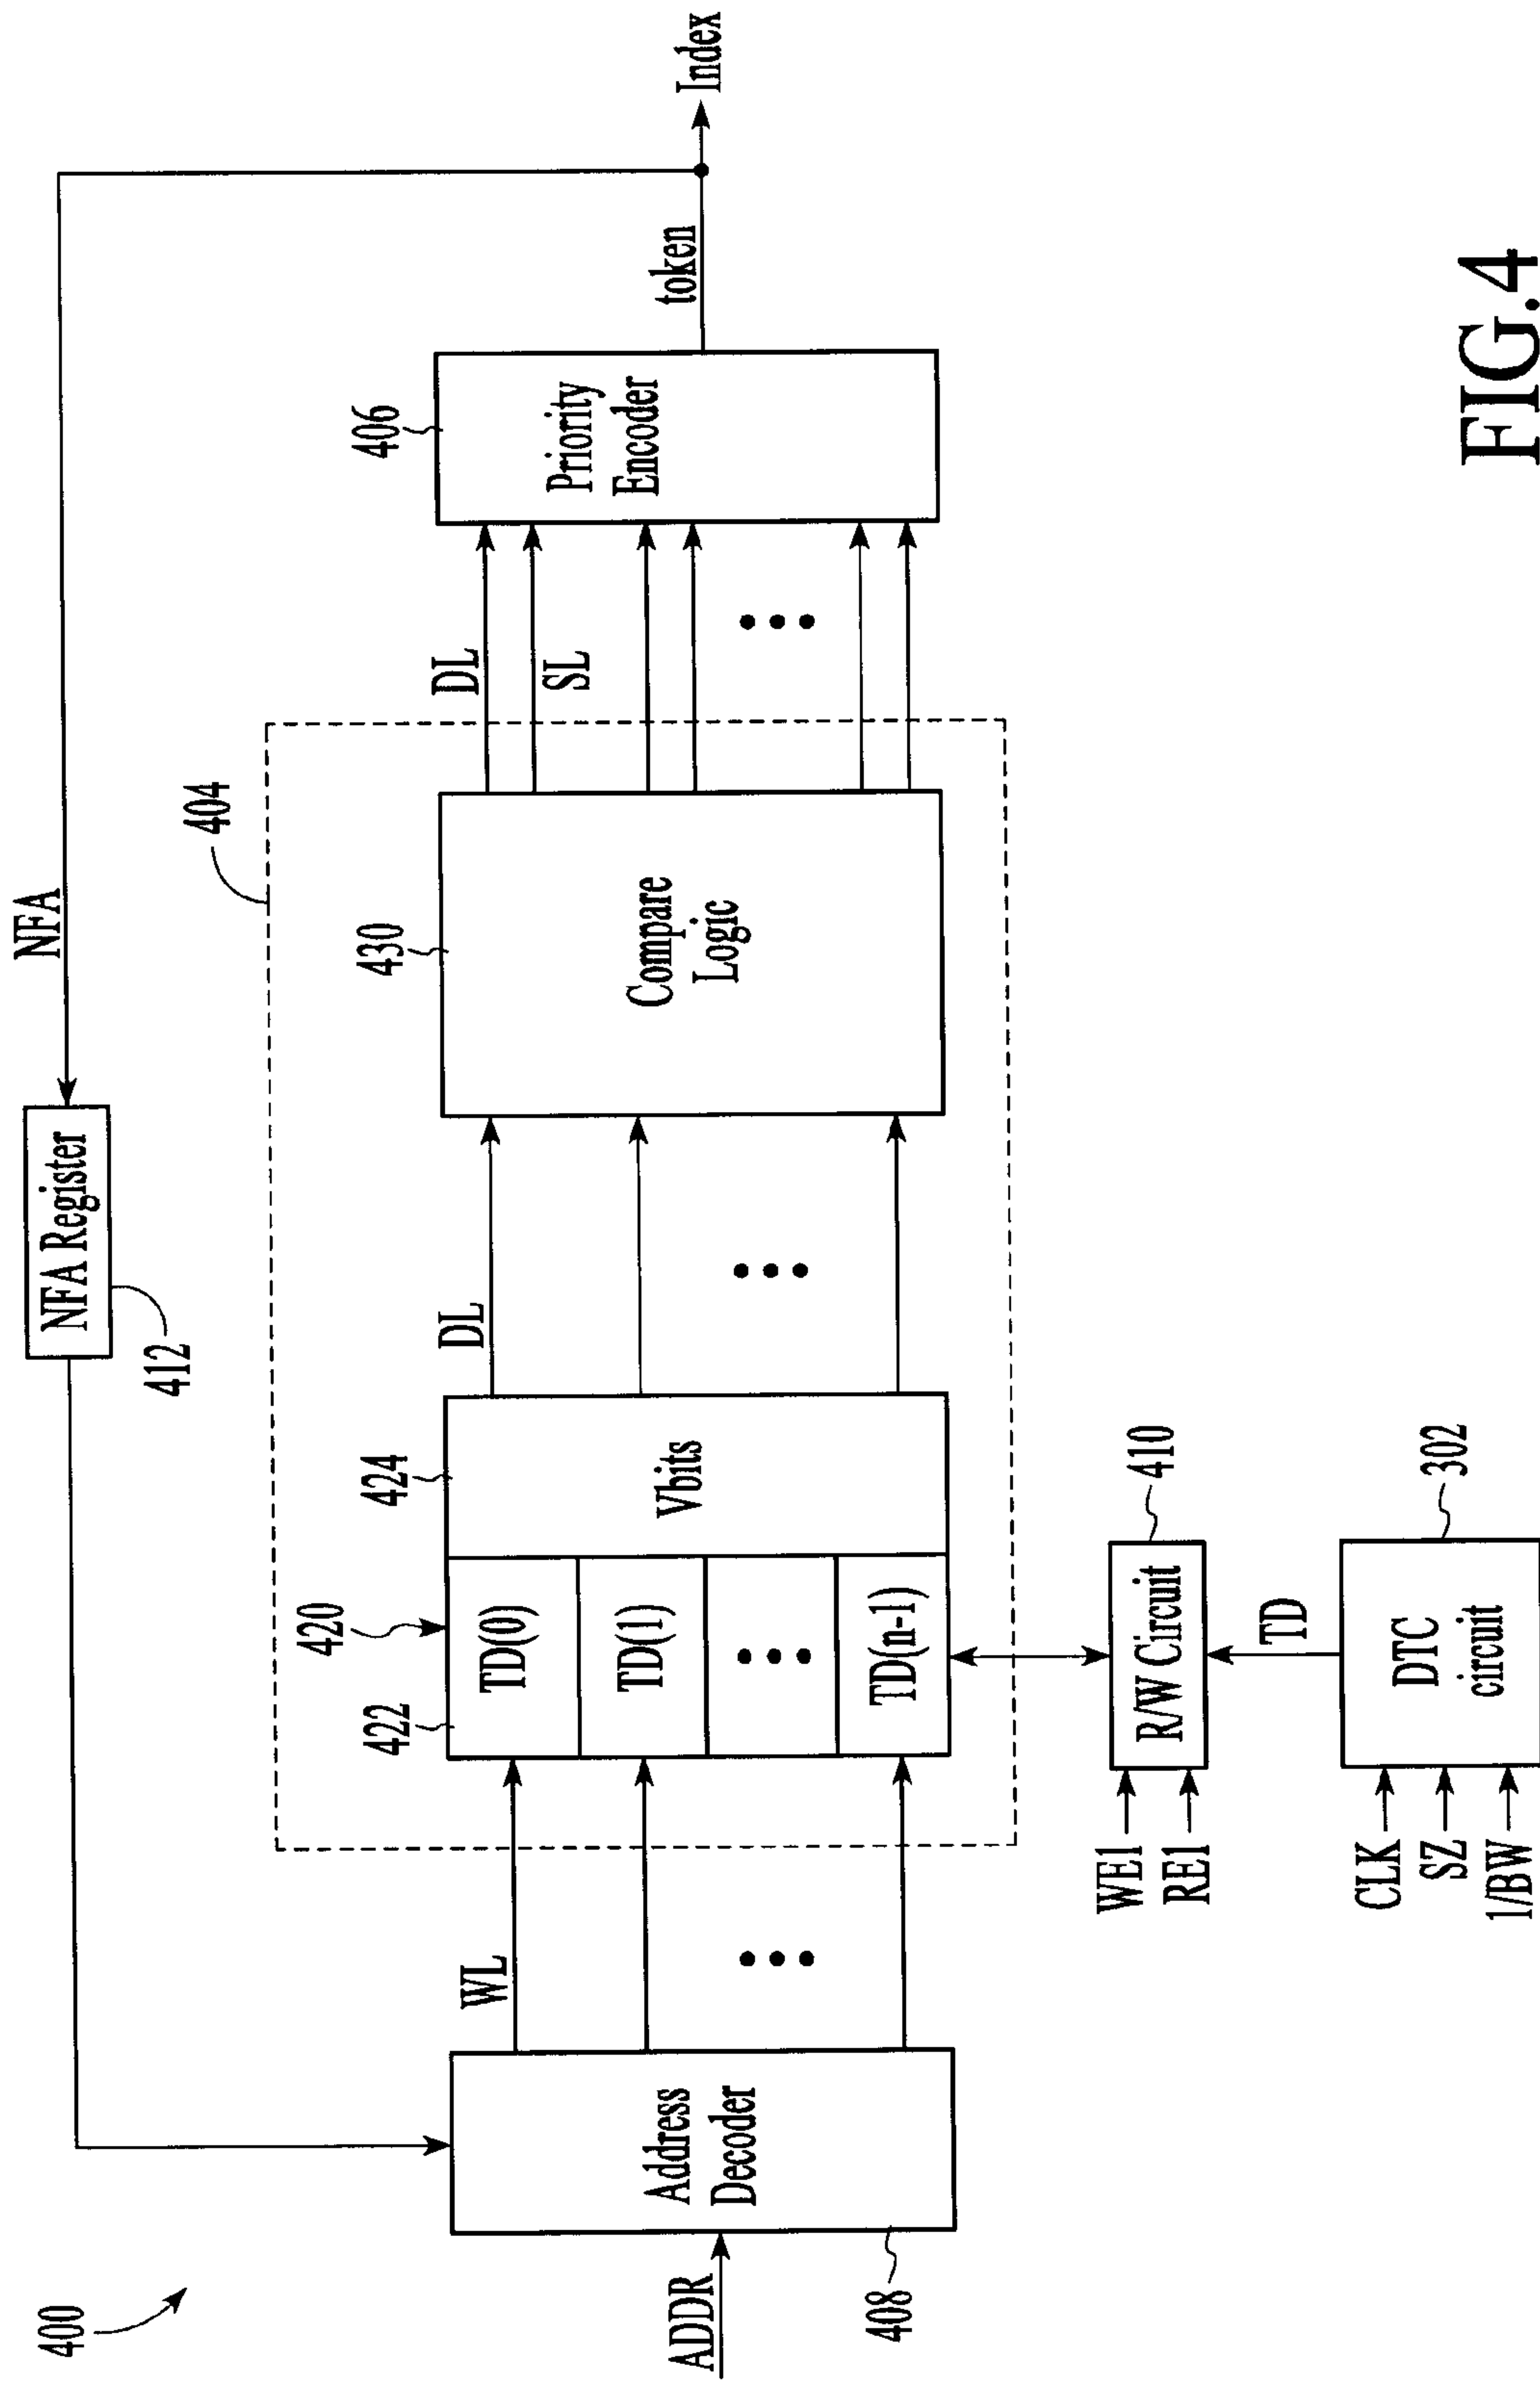 400
NFA Register
412
NFA
404
ADDR
Address
Decoder
408
WL
420
422
TD(0)
TD(1)
TD(n-1)
424
Vbits
DL
430
Compare
Logic
DL
SL
406
Priority
Encoder
token
Index
WE1
RE1
R/W Circuit
410
TD
CLK
SZ
1/BW
DTC
circuit
302
FIG.4